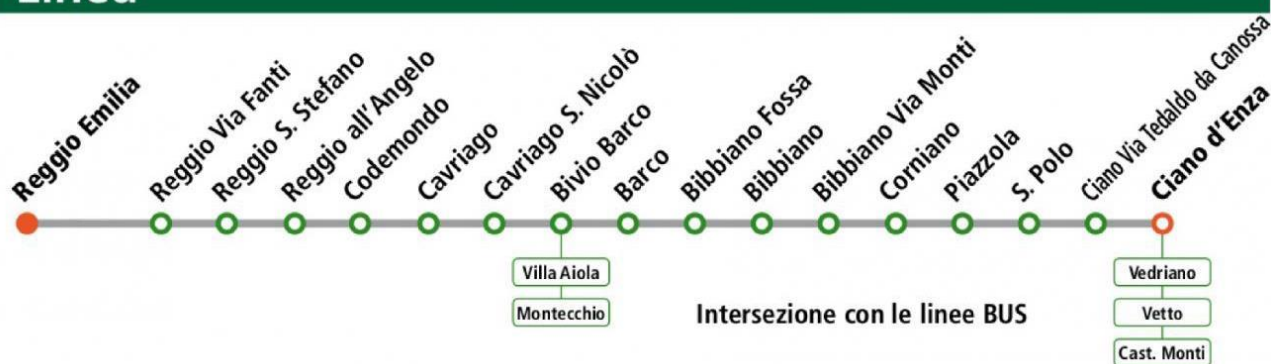 Linea
Reggio Emilia
Reggio Via Fanti
Reggio S. Stefano
Reggio all'Angelo
Codemondo
Cavriago
Cavriago S. Nicolò
Bivio Barco
Barco
Bibbiano Fossa
Bibbiano
Bibbiano Via Monti
Corniano
Piazzola
S. Polo
Ciano Via Tedaldo da Canossa
Ciano d'Enza
Villa Aiola
Montecchio
Intersezione con le linee BUS
Vedriano
Vetto
Cast. Monti